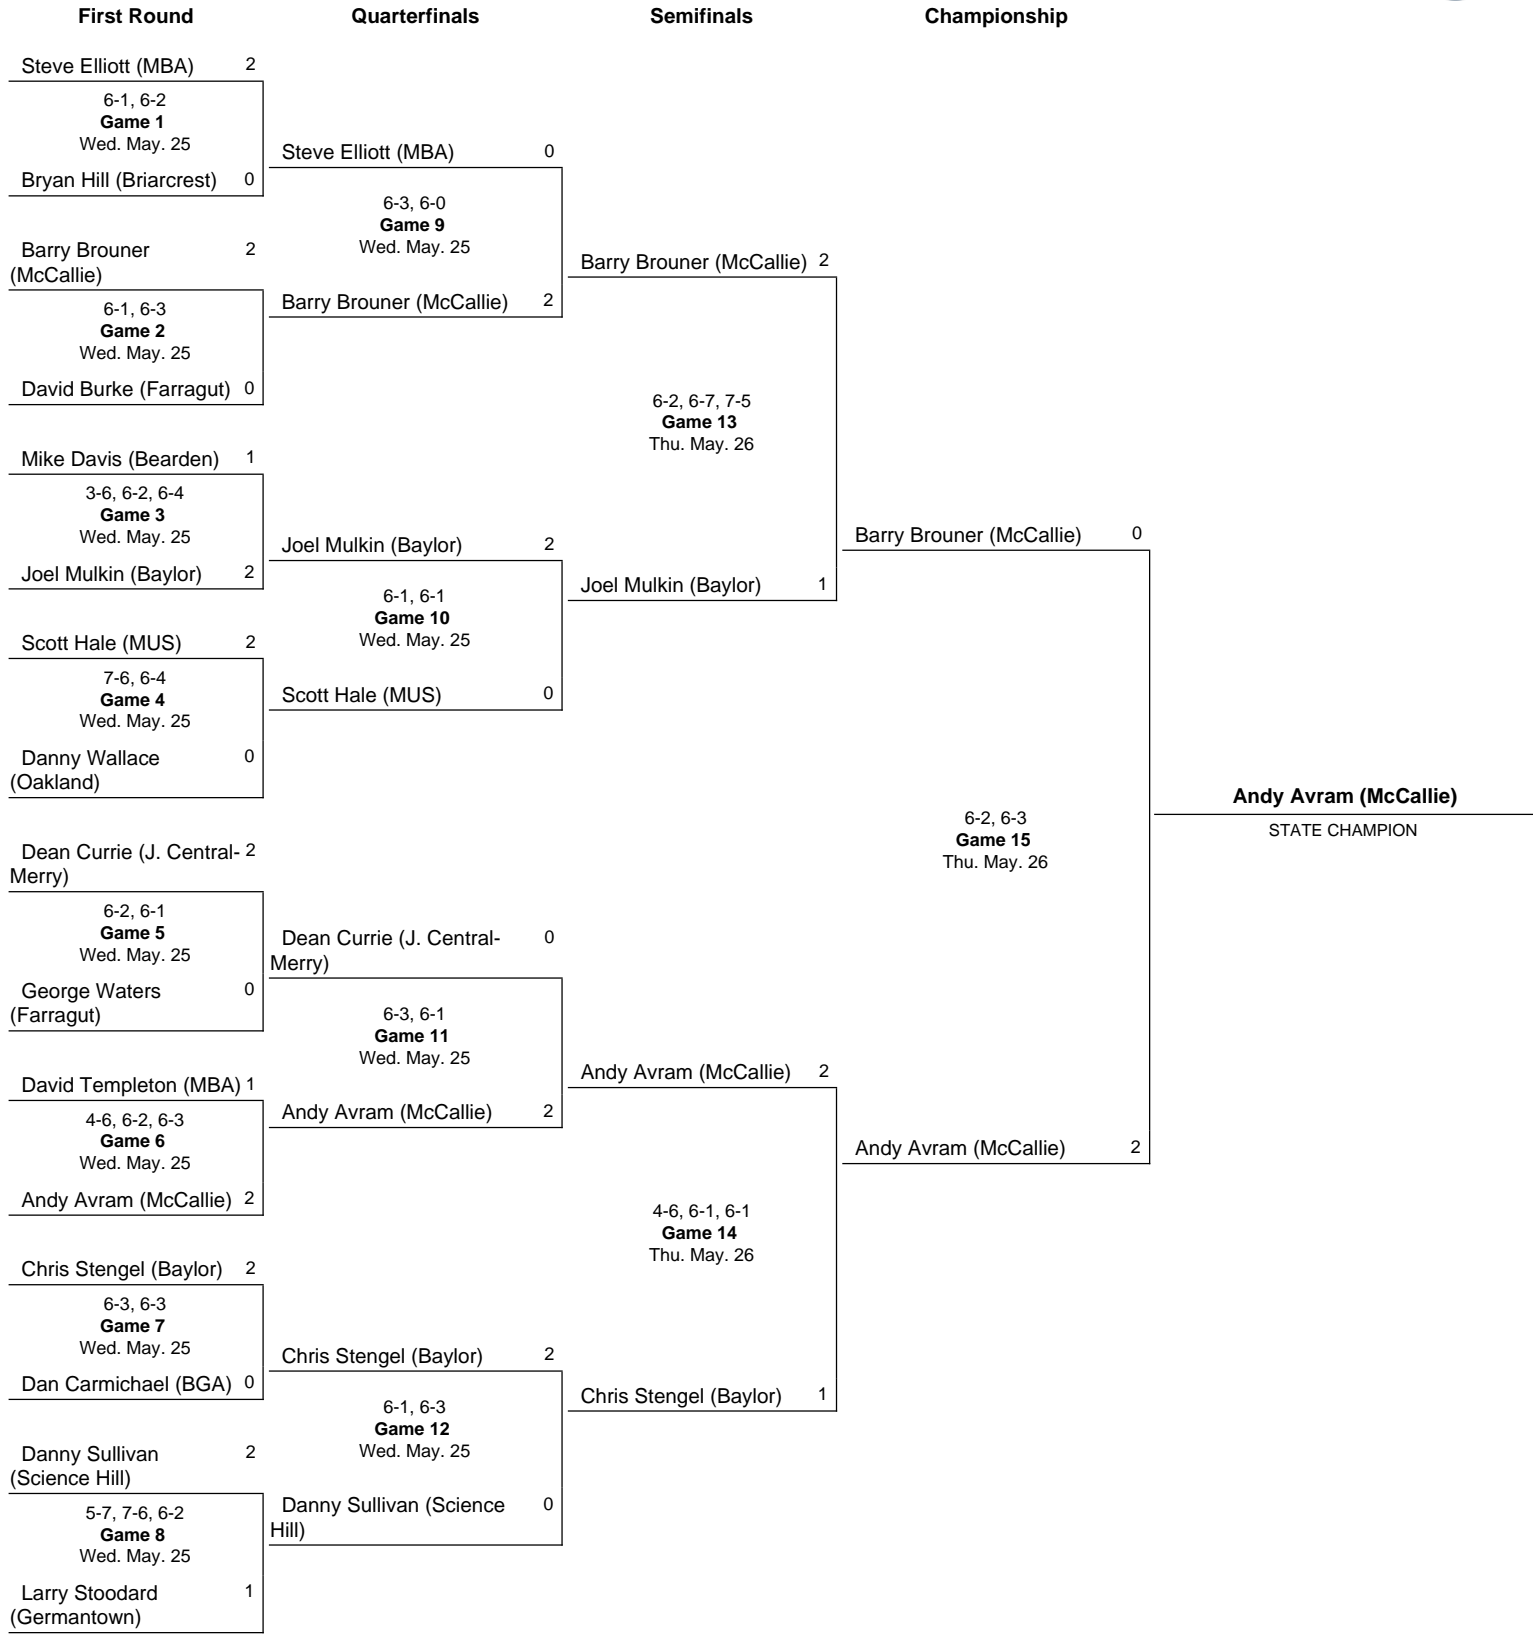 First Round
Quarterfinals
Semifinals
Championship
Steve Elliott (MBA) 2
6-1, 6-2
Game 1
Wed. May. 25
Bryan Hill (Briarcrest) 0
Barry Brouner 2
(McCallie)
6-1, 6-3
Game 2
Wed. May. 25
David Burke (Farragut) 0
Mike Davis (Bearden) 1
3-6, 6-2, 6-4
Game 3
Wed. May. 25
Joel Mulkin (Baylor) 2
Scott Hale (MUS) 2
7-6, 6-4
Game 4
Wed. May. 25
Danny Wallace 0
(Oakland)
Dean Currie (J. Central- 2
Merry)
6-2, 6-1
Game 5
Wed. May. 25
George Waters 0
(Farragut)
David Templeton (MBA) 1
4-6, 6-2, 6-3
Game 6
Wed. May. 25
Andy Avram (McCallie) 2
Chris Stengel (Baylor) 2
6-3, 6-3
Game 7
Wed. May. 25
Dan Carmichael (BGA) 0
Danny Sullivan 2
(Science Hill)
5-7, 7-6, 6-2
Game 8
Wed. May. 25
Larry Stoodard 1
(Germantown)
Steve Elliott (MBA) 0
6-3, 6-0
Game 9
Wed. May. 25
Barry Brouner (McCallie) 2
Joel Mulkin (Baylor) 2
6-1, 6-1
Game 10
Wed. May. 25
Scott Hale (MUS) 0
Dean Currie (J. Central- 0
Merry)
6-3, 6-1
Game 11
Wed. May. 25
Andy Avram (McCallie) 2
Chris Stengel (Baylor) 2
6-1, 6-3
Game 12
Wed. May. 25
Danny Sullivan (Science 0
Hill)
Barry Brouner (McCallie) 2
6-2, 6-7, 7-5
Game 13
Thu. May. 26
Joel Mulkin (Baylor) 1
Andy Avram (McCallie) 2
4-6, 6-1, 6-1
Game 14
Thu. May. 26
Chris Stengel (Baylor) 1
Barry Brouner (McCallie) 0
6-2, 6-3
Game 15
Thu. May. 26
Andy Avram (McCallie) 2
Andy Avram (McCallie)
STATE CHAMPION